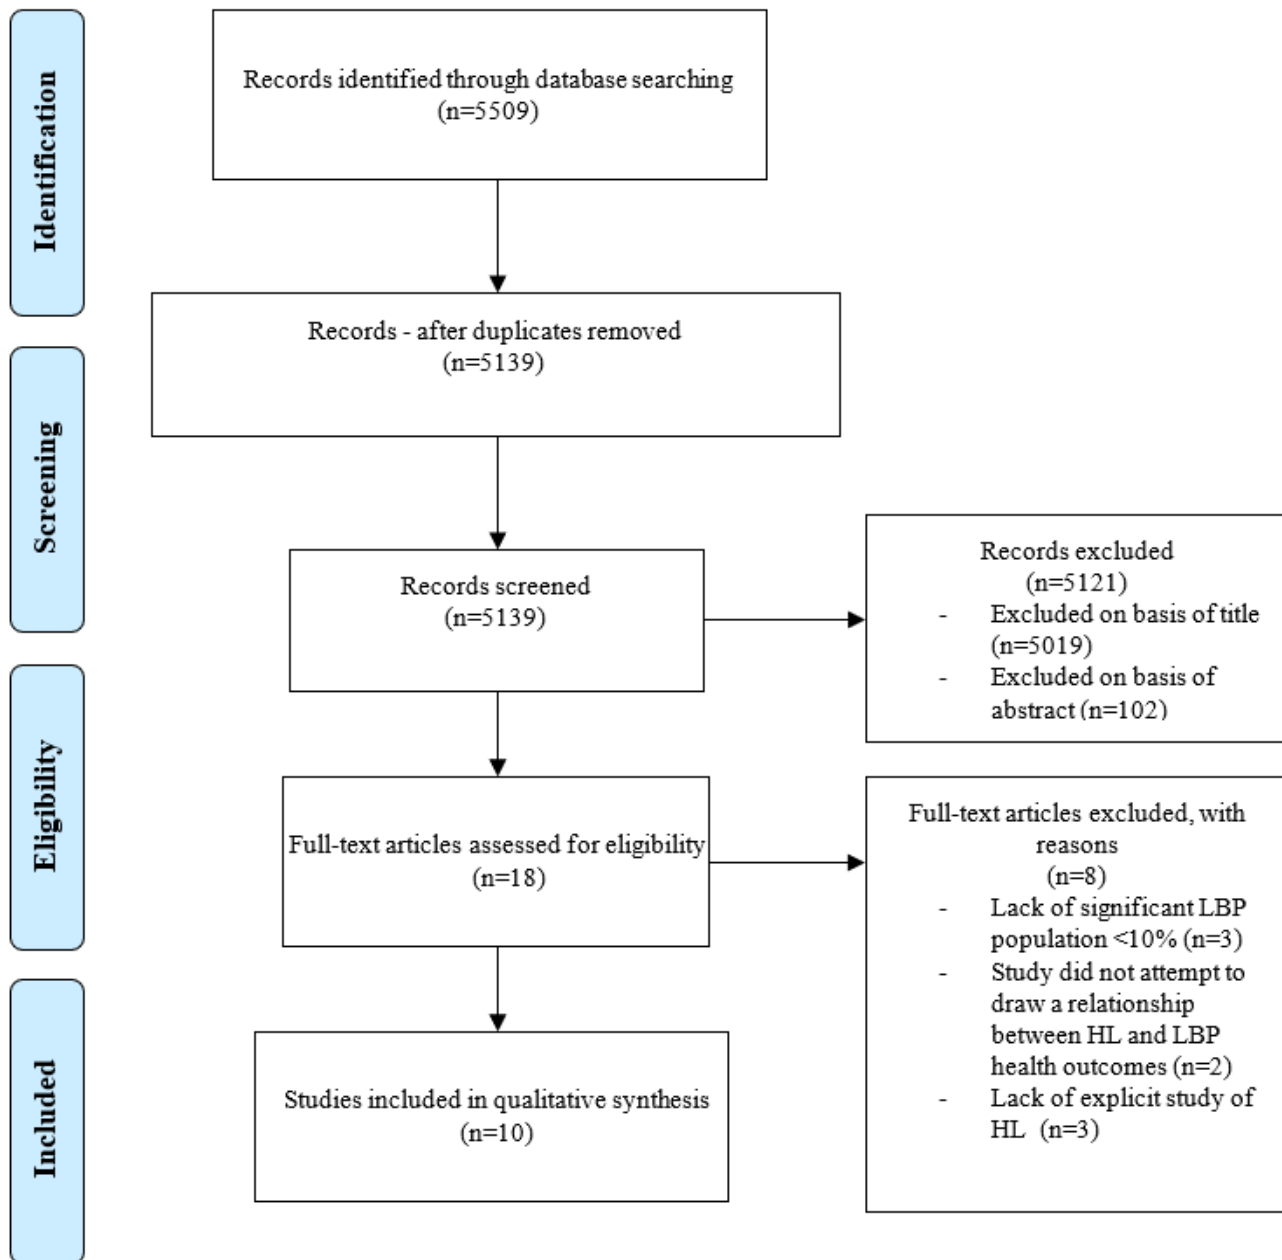 Identification
Records identified through database searching
(n=5509)
Records - after duplicates removed
(n=5139)
Screening
Records screened
(n=5139)
Records excluded
(n=5121)
- Excluded on basis of title
(n=5019)
- Excluded on basis of
abstract (n=102)
Eligibility
Full-text articles assessed for eligibility
(n=18)
Full-text articles excluded, with
reasons
(n=8)
- Lack of significant LBP
population <10% (n=3)
- Study did not attempt to
draw a relationship
between HL and LBP
health outcomes (n=2)
- Lack of explicit study of
HL (n=3)
Included
Studies included in qualitative synthesis
(n=10)